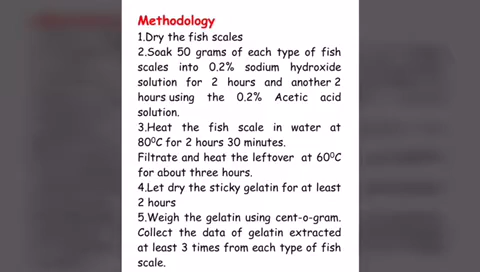 Methodology
1.Dry the fish scales
2.Soak 50 grams of each type of fish
scales into 0.2% sodium hydroxide
solution for 2 hours and another 2
hours using the 0.2% Acetic acid
solution.
3.Heat the fish scale in water at
80⁰C for 2 hours 30 minutes.
Filtrate and heat the leftover at 60⁰C
for about three hours.
4.Let dry the sticky gelatin for at least
2 hours
5.Weigh the gelatin using cent-o-gram.
Collect the data of gelatin extracted
at least 3 times from each type of fish
scale.